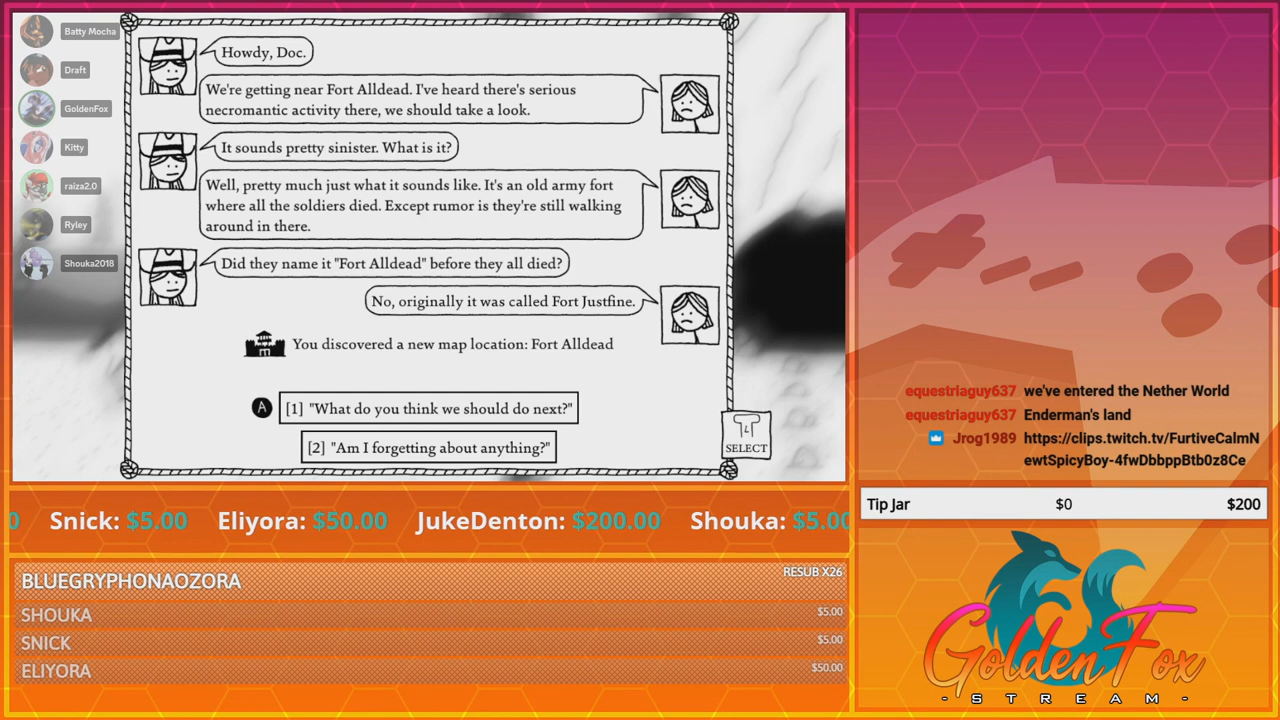 Batty Mocha
Draft
GoldenFox
Kitty
raiza2.0
Ryley
Shouka2018
Howdy, Doc.
We're getting near Fort Alldead. I've heard there's serious
necromantic activity there, we should take a look.
It sounds pretty sinister. What is it?
Well, pretty much just what it sounds like. It's an old army fort
where all the soldiers died. Except rumor is they're still walking
around in there.
Did they name it "Fort Alldead" before they all died?
No, originally it was called Fort Justfine.
You discovered a new map location: Fort Alldead
A [1] "What do you think we should do next?"
[2] "Am I forgetting about anything?"
SELECT
equestriaguy637 we've entered the Nether World
equestriaguy637 Enderman's land
Jrog1989 https://clips.twitch.tv/FurtiveCalmN
ewtSpicyBoy-4fwDbbppBtb0z8Ce
Tip Jar $0 $200
0 Snick: $5.00 Eliyora: $50.00 JukeDenton: $200.00 Shouka: $5.00
BLUEGRYPHONAOZORA RESUB X26
SHOUKA $5.00
SNICK $5.00
ELIYORA $50.00
GoldenFox
- S T R E A M -